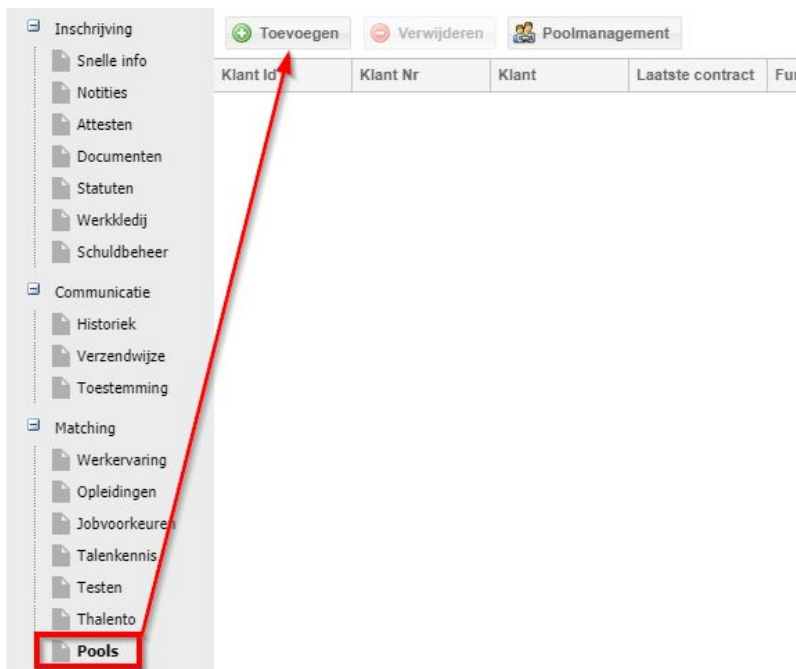 Inschrijving
Snelle info
Notities
Attesten
Documenten
Statuten
Werkkledij
Schuldbeheer
Communicatie
Historiek
Verzendwijze
Toestemming
Matching
Werkervaring
Opleidingen
Jobvoorkeuren
Talenkennis
Testen
Thalento
Pools
Toevoegen Verwijderen Poolmanagement
Klant Id Klant Nr Klant Laatste contract Fu